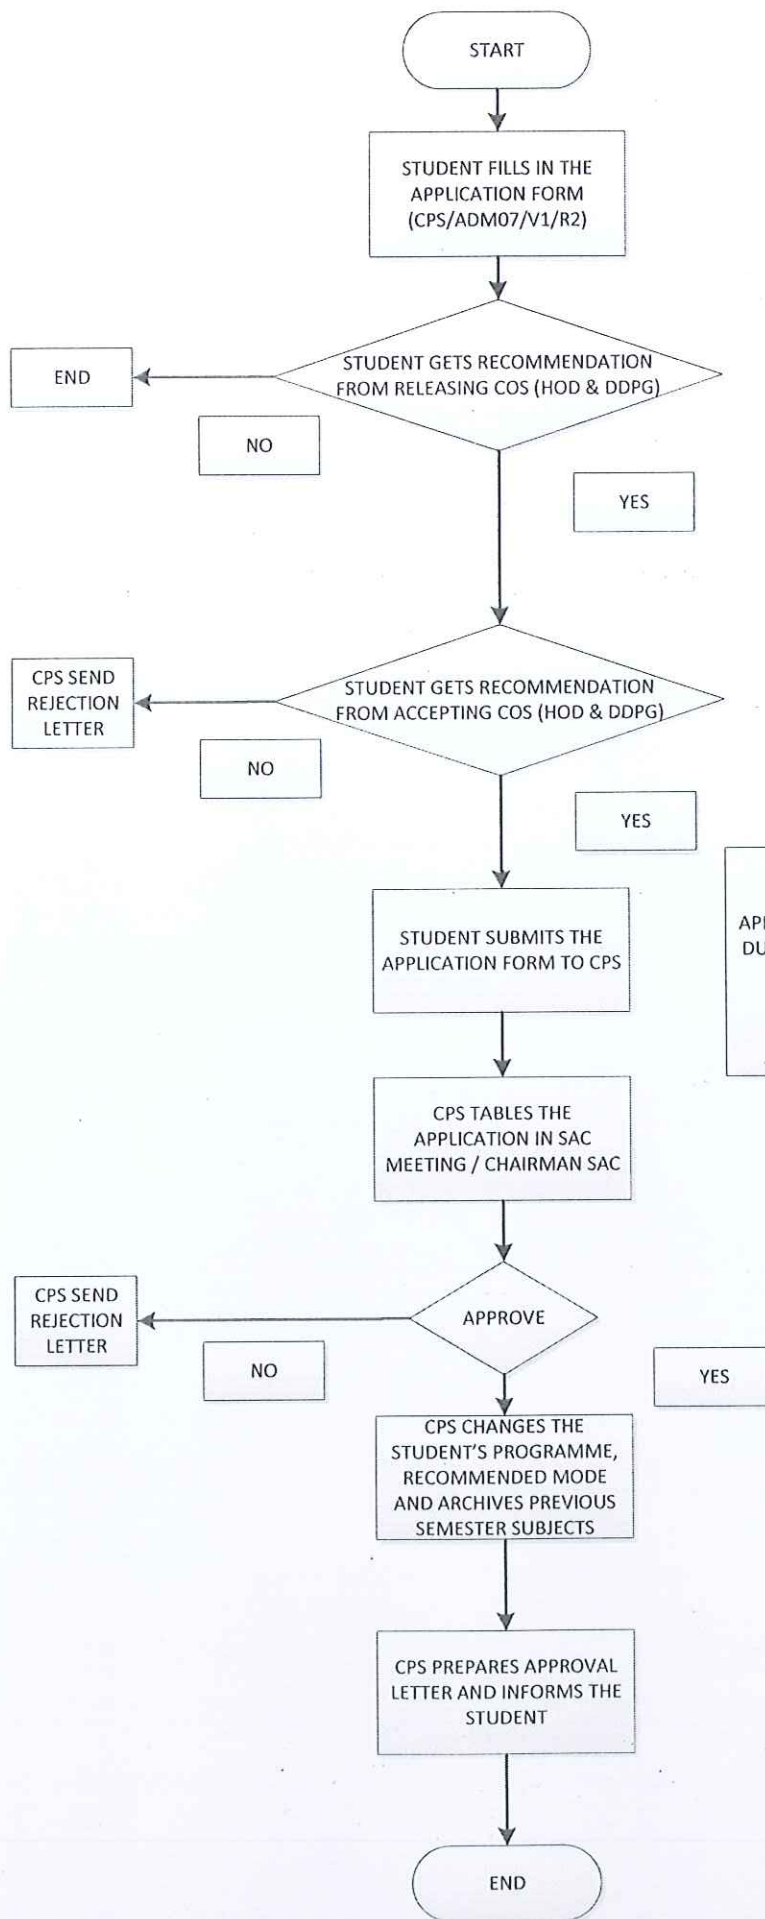 START
STUDENT FILLS IN THE
APPLICATION FORM
(CPS/ADM07/V1/R2)
STUDENT GETS RECOMMENDATION
FROM RELEASING COS (HOD & DDPG)
END
NO
YES
STUDENT GETS RECOMMENDATION
FROM ACCEPTING COS (HOD & DDPG)
CPS SEND
REJECTION
LETTER
NO
YES
STUDENT SUBMITS THE
APPLICATION FORM TO CPS
CPS TABLES THE
APPLICATION IN SAC
MEETING / CHAIRMAN SAC
APPROVE
CPS SEND
REJECTION
LETTER
NO
YES
CPS CHANGES THE
STUDENT'S PROGRAMME,
RECOMMENDED MODE
AND ARCHIVES PREVIOUS
SEMESTER SUBJECTS
CPS PREPARES APPROVAL
LETTER AND INFORMS THE
STUDENT
END